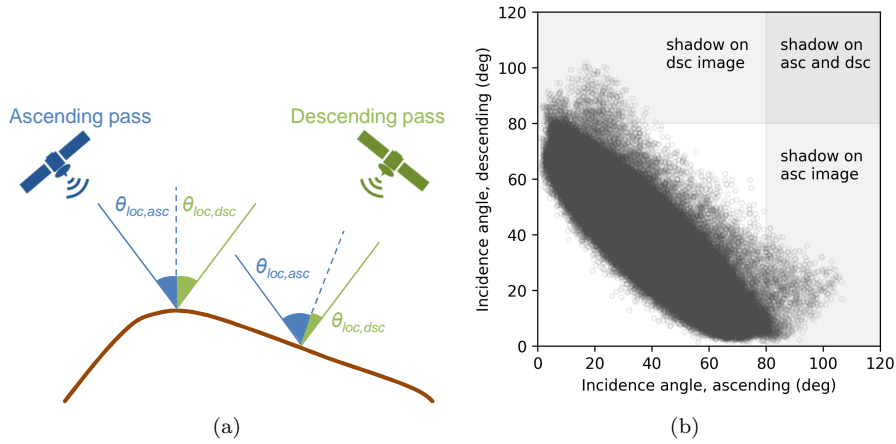 Ascending pass
Descending pass
θloc,asc
θloc,dsc
θloc,asc
θloc,dsc
(a)
Incidence angle, descending (deg)
120
100
80
60
40
20
0
shadow on
dsc image
shadow on
asc and dsc
shadow on
asc image
0 20 40 60 80 100 120
Incidence angle, ascending (deg)
(b)